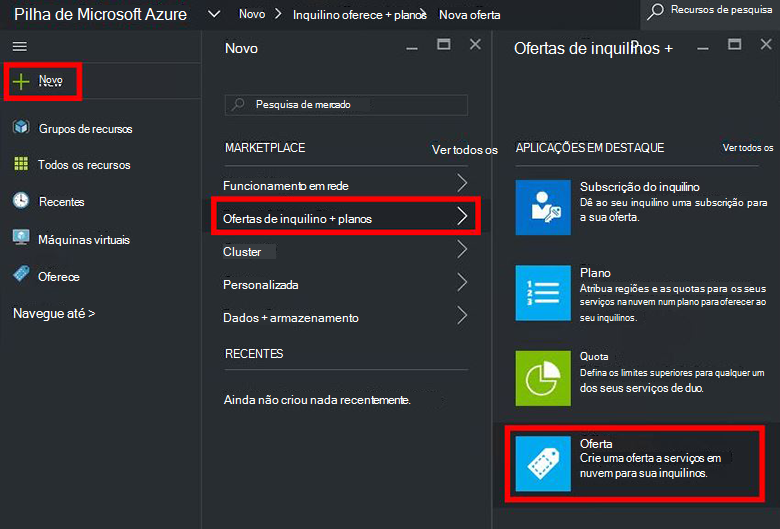 Pilha de Microsoft Azure
Novo
Inquilino oferece + planos
Nova oferta
Recursos de pesquisa
Novo
Grupos de recursos
Todos os recursos
Recentes
Máquinas virtuais
Oferece
Navegue até >
Novo
Pesquisa de mercado
MARKETPLACE
Ver todos os
Funcionamento em rede
Ofertas de inquilino + planos
Cluster
Personalizada
Dados + armazenamento
RECENTES
Ainda não criou nada recentemente.
Ofertas de inquilinos +
APLICAÇÕES EM DESTAQUE
Ver todos os
Subscrição do inquilino
Dê ao seu inquilino uma subscrição para
a sua oferta.
Plano
Atribua regiões e as quotas para os seus
serviços na nuvem num plano para oferecer ao
seu inquilinos.
Quota
Defina os limites superiores para qualquer um
dos seus serviços de duo.
Oferta
Crie uma oferta a serviços em
nuvem para sua inquilinos.